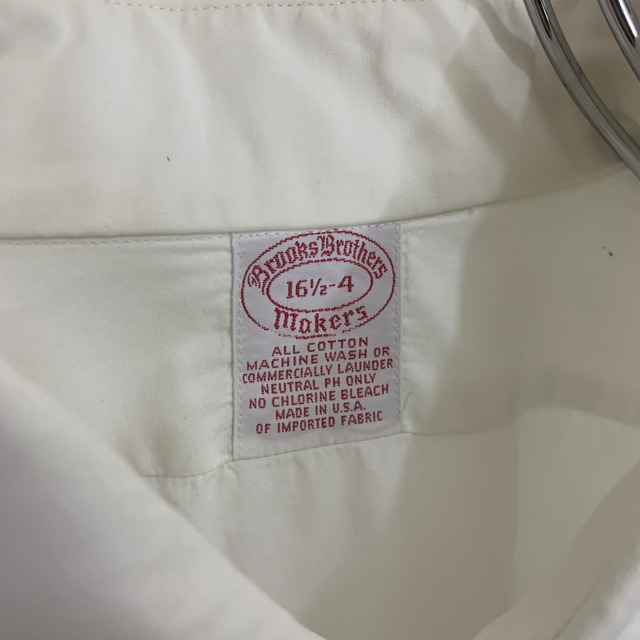 Brooks Brothers
16½-4
Makers
ALL COTTON
MACHINE WASH OR
COMMERCIALLY LAUNDER
NEUTRAL PH ONLY
NO CHLORINE BLEACH
MADE IN U.S.A.
OF IMPORTED FABRIC